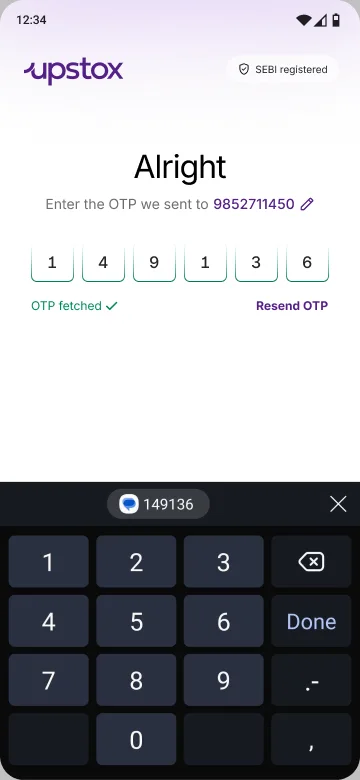 12:34
upstox
SEBI registered
Alright
Enter the OTP we sent to 9852711450
1 4 9 1 3 6
OTP fetched
Resend OTP
149136
1 2 3
4 5 6 Done
7 8 9 .-
0 ,